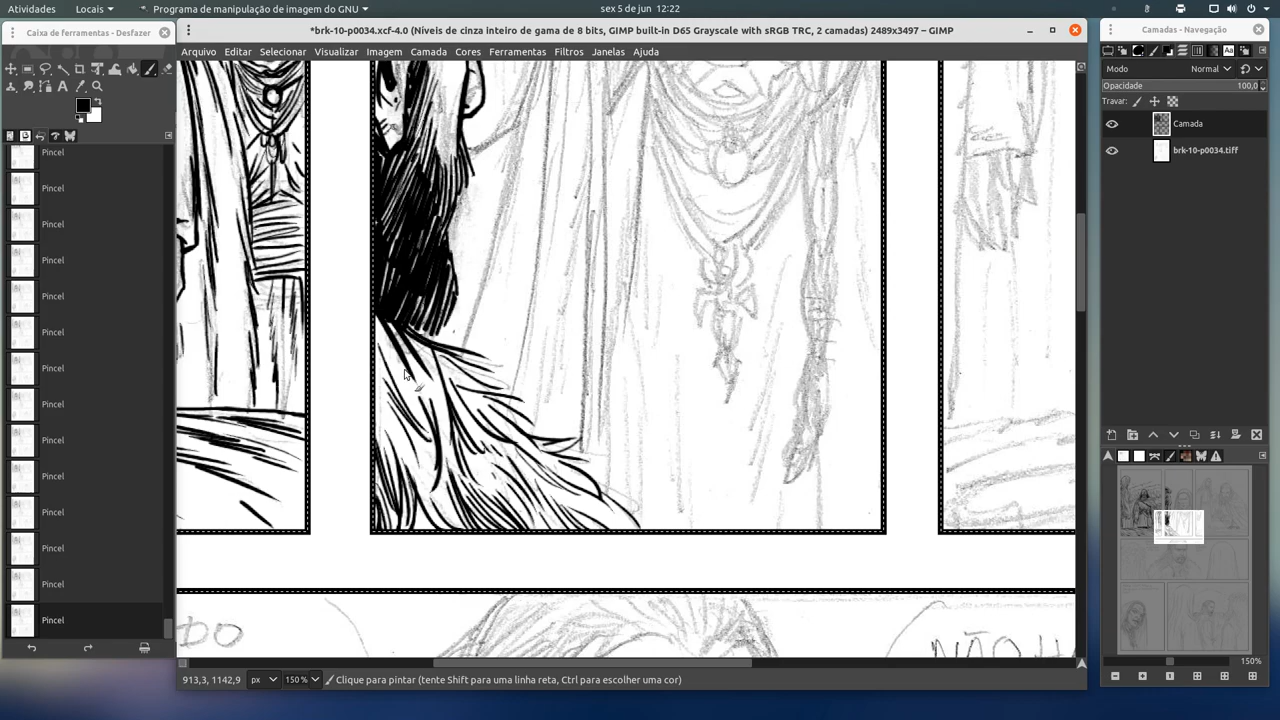 Atividades
Locais
Programa de manipulação de imagem do GNU
sex 5 de jun 12:22
Caixa de ferramentas - Desfazer
*brk-10-p0034.xcf-4.0 (Níveis de cinza inteiro de gama de 8 bits, GIMP built-in D65 Grayscale with sRGB TRC, 2 camadas) 2489x3497 – GIMP
Camadas - Navegação
Arquivo Editar Selecionar Visualizar Imagem Camada Cores Ferramentas Filtros Janelas Ajuda
Modo Normal
Opacidade 100,0
Travar:
Camada
brk-10-p0034.tiff
Pincel
Pincel
Pincel
Pincel
Pincel
Pincel
Pincel
Pincel
Pincel
Pincel
Pincel
Pincel
Pincel
Pincel
DO
NÃO H
150%
913,3, 1142,9
px
150 %
Clique para pintar (tente Shift para uma linha reta, Ctrl para escolher uma cor)